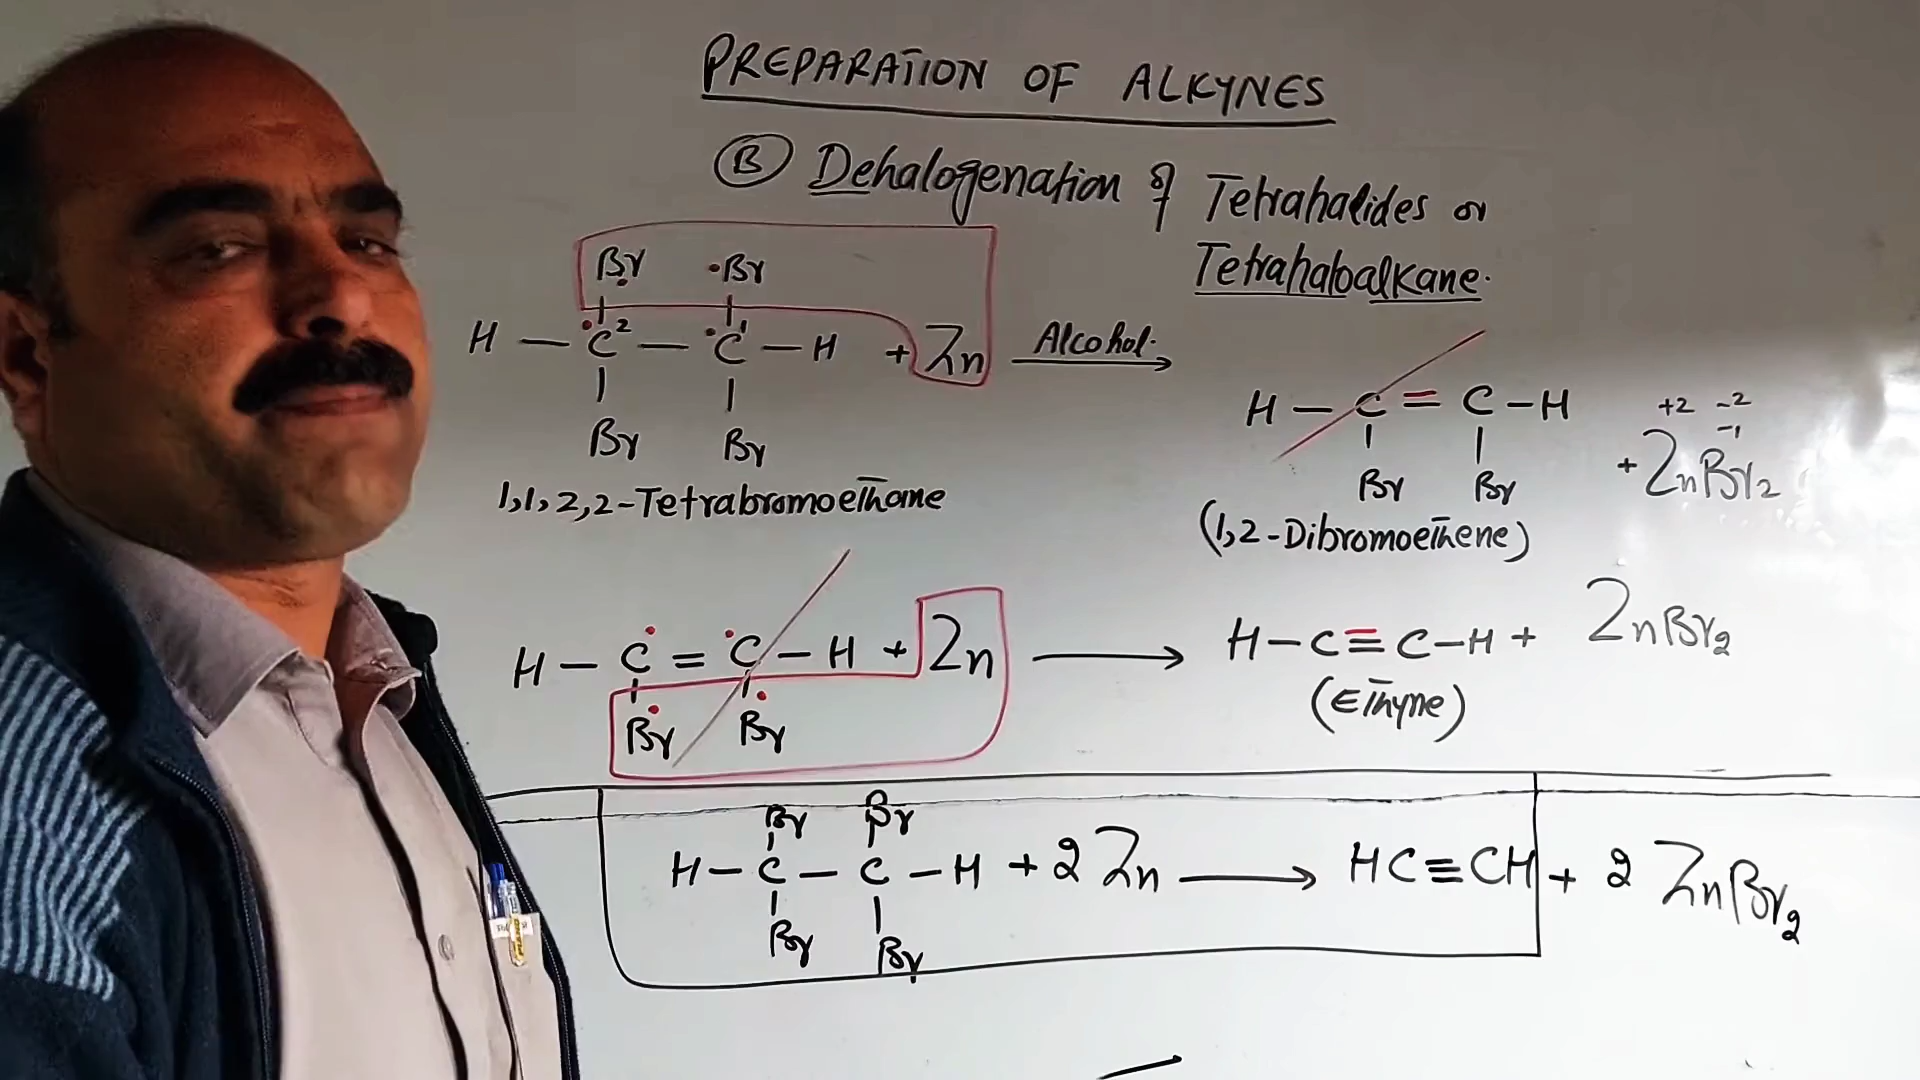 PREPARATION OF ALKYNES
B Dehalogenation of Tetrahalides or
Tetrahaloalkane.
Br Br
H — C2 — C1 — H + Zn Alcohol.
Br Br
1,1,2,2-Tetrabromoethane
H — C = C — H
Br Br
+2 -2
-1
+ ZnBr2
(1,2-Dibromoethene)
H — C = C — H + Zn ⟶ H — C ≡ C — H + ZnBr2
Br Br
(Ethyne)
Br Br
H — C — C — H + 2 Zn ⟶ HC≡CH + 2 ZnBr2
Br Br